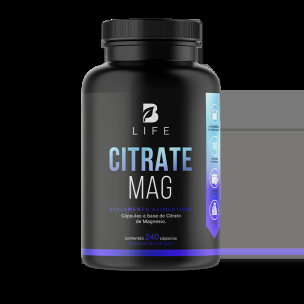 B
LIFE
CITRATE
MAG
SUPLEMENTO ALIMENTICIO
Cápsulas a base de Citrato
de Magnesio.
contenido 240 cápsulas